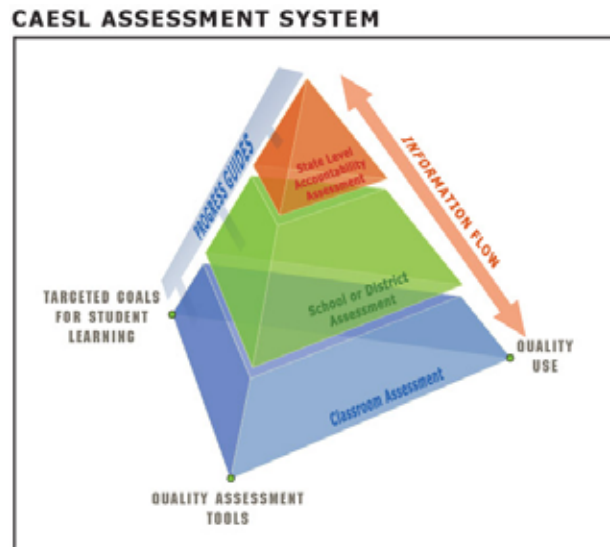 CAESL ASSESSMENT SYSTEM
PROGRESS GUIDES
State Level
Accountability
Assessment
INFORMATION FLOW
School or District
Assessment
TARGETED GOALS
FOR STUDENT
LEARNING
Classroom Assessment
QUALITY
USE
QUALITY ASSESSMENT
TOOLS